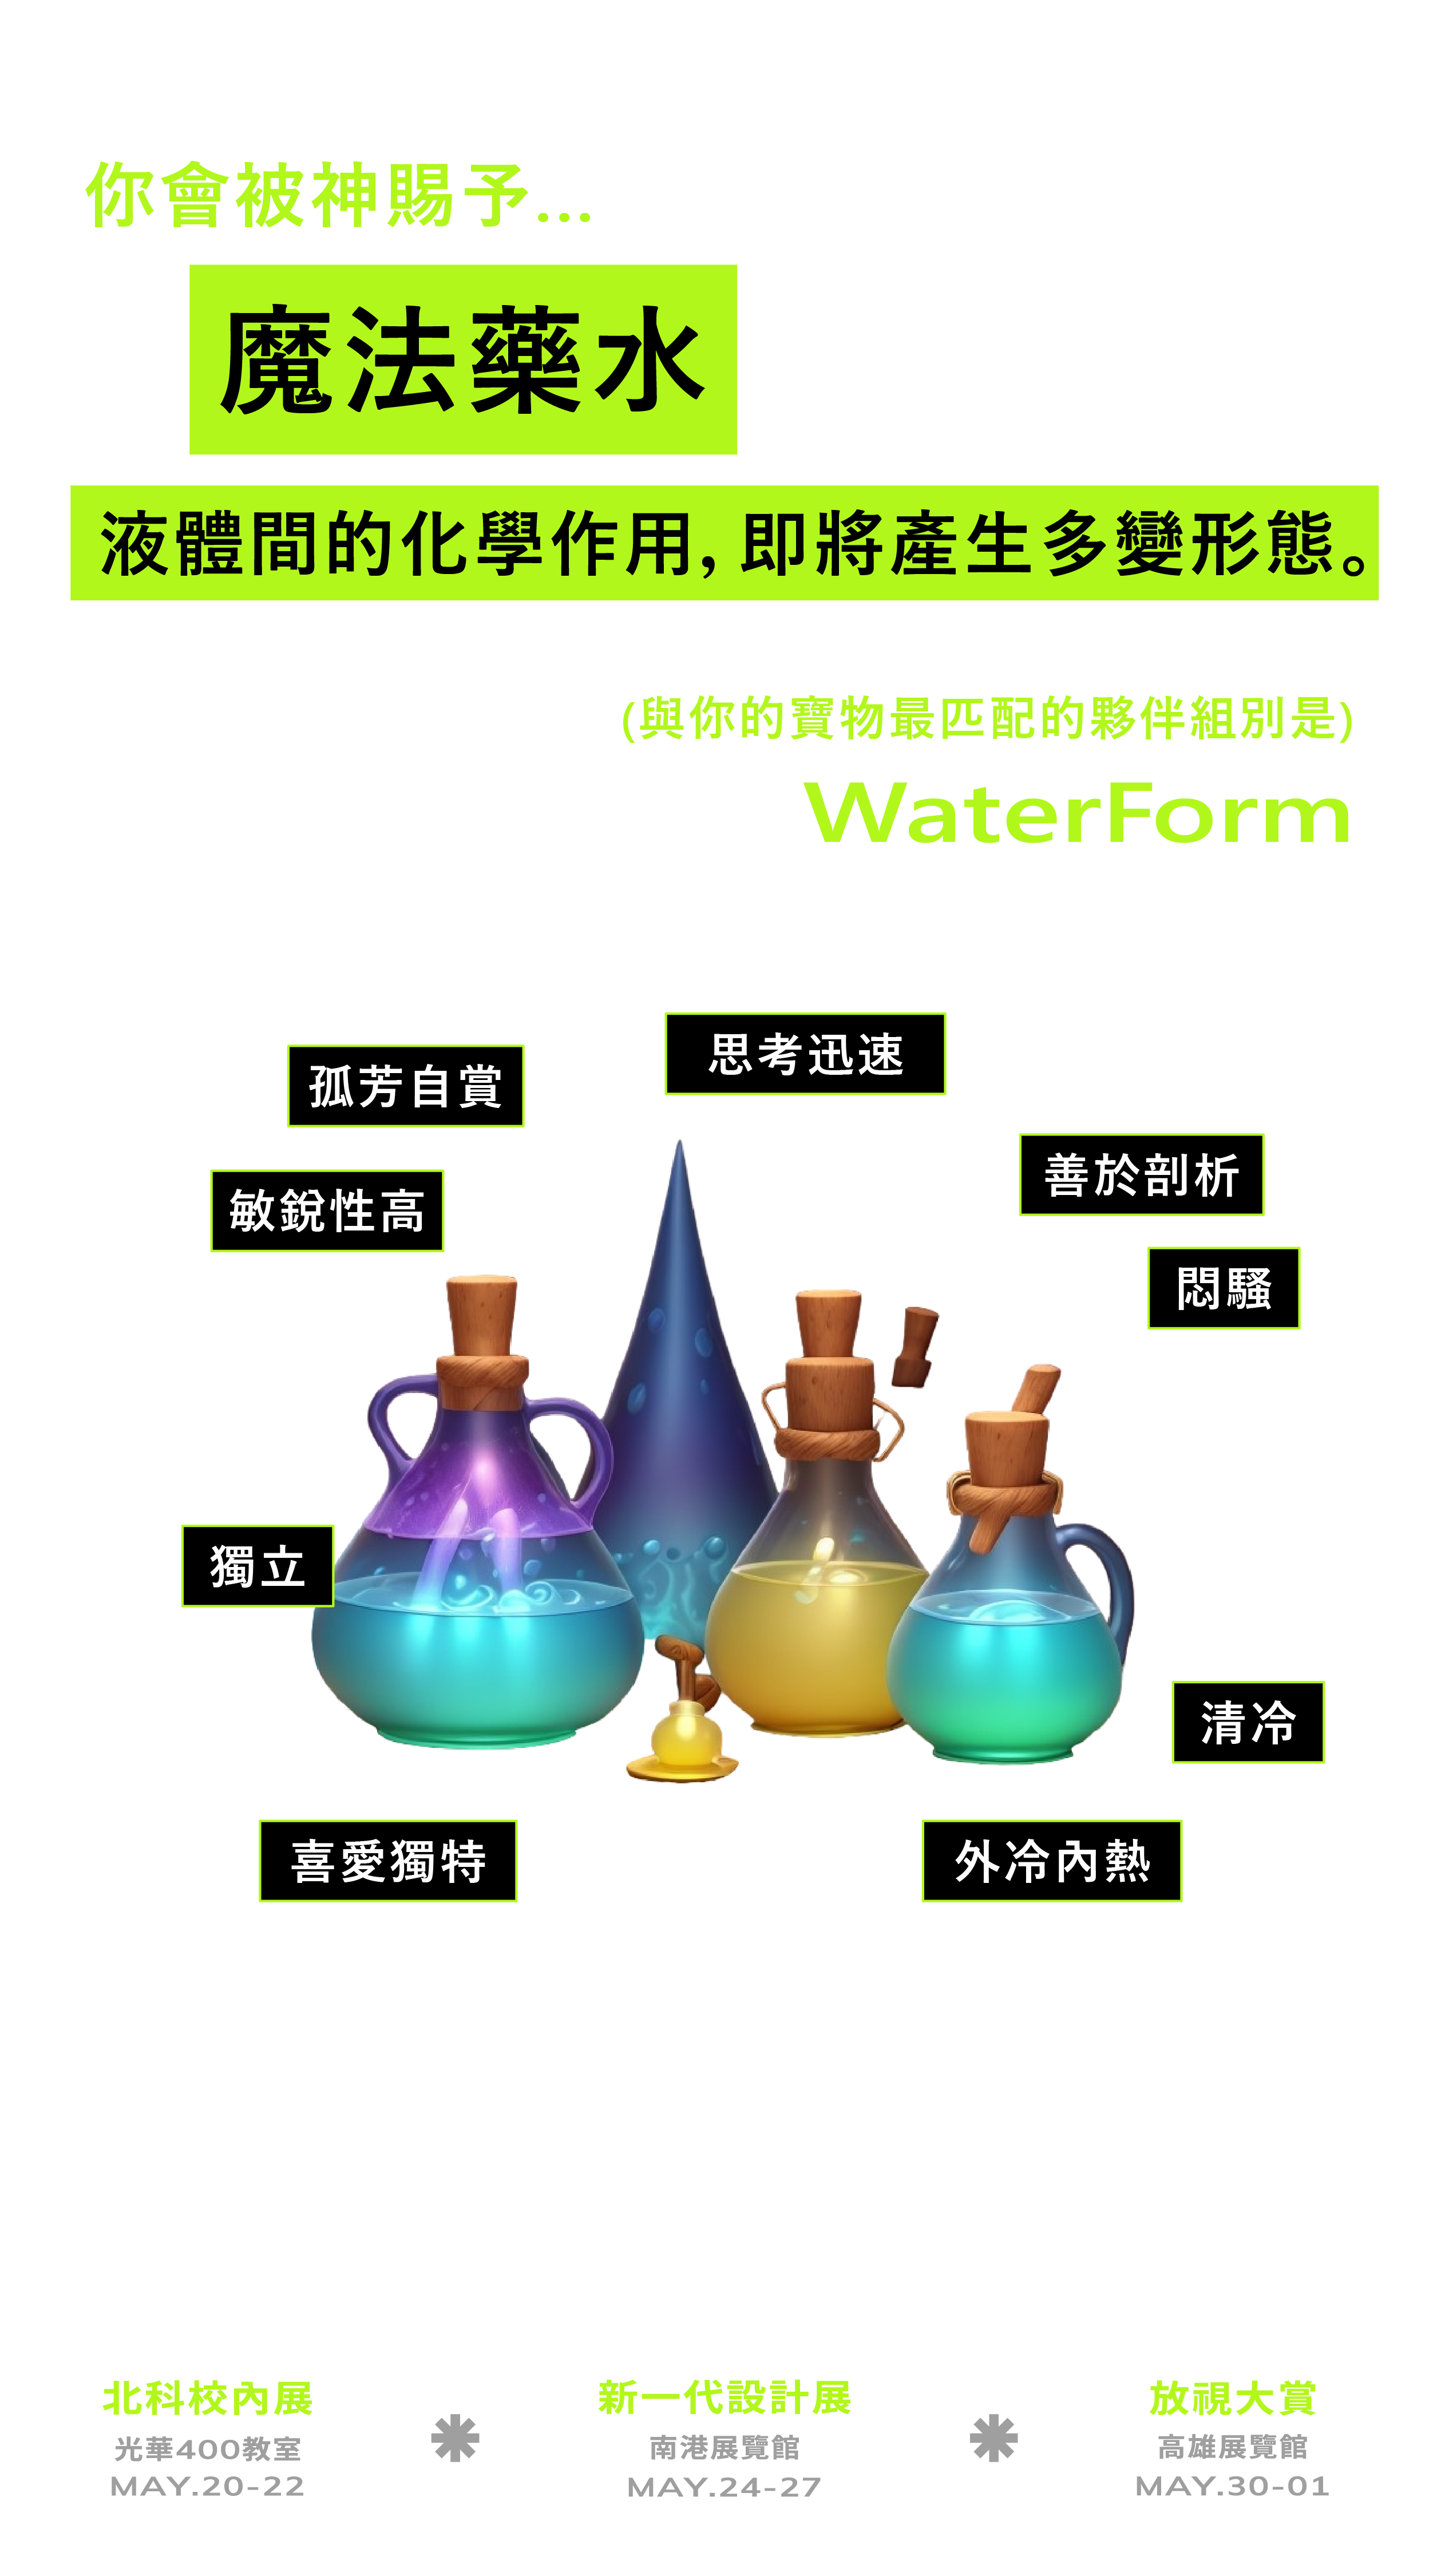 你會被神賜予...
魔法藥水
液體間的化學作用, 即將產生多變形態。
(與你的寶物最匹配的夥伴組別是)
WaterForm
思考迅速
孤芳自賞
善於剖析
敏銳性高
悶騷
獨立
清冷
喜愛獨特
外冷內熱
北科校內展
光華400教室
MAY.20-22
新一代設計展
南港展覽館
MAY.24-27
放視大賞
高雄展覽館
MAY.30-01